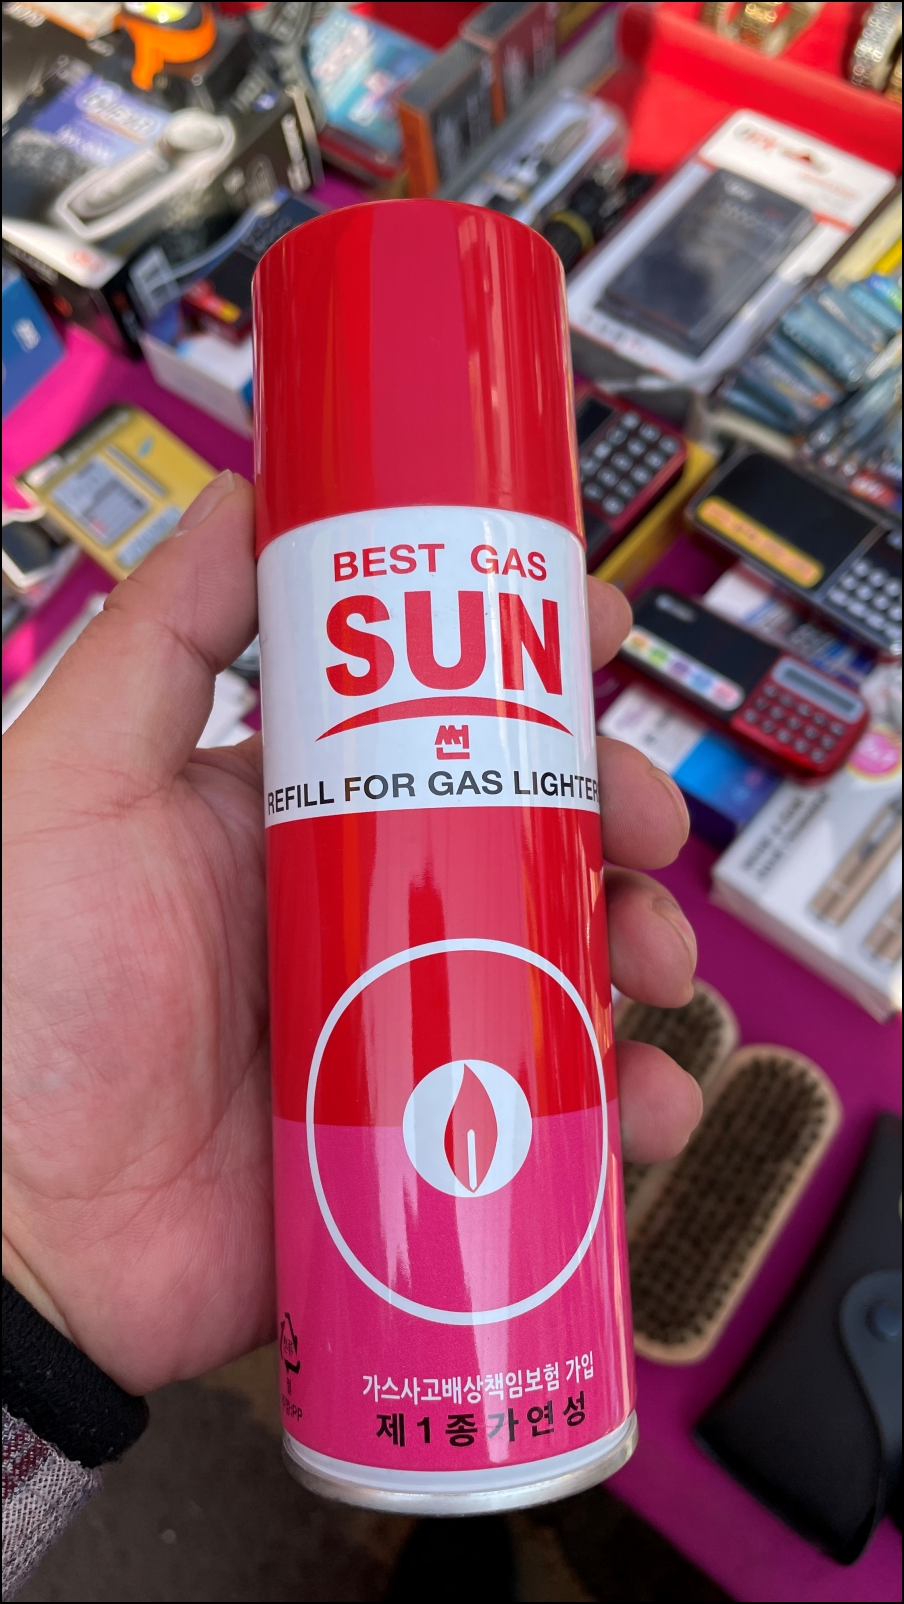 BEST GAS
SUN
썬
REFILL FOR GAS LIGHTER
가스사고배상책임보험 가입
제1종가연성